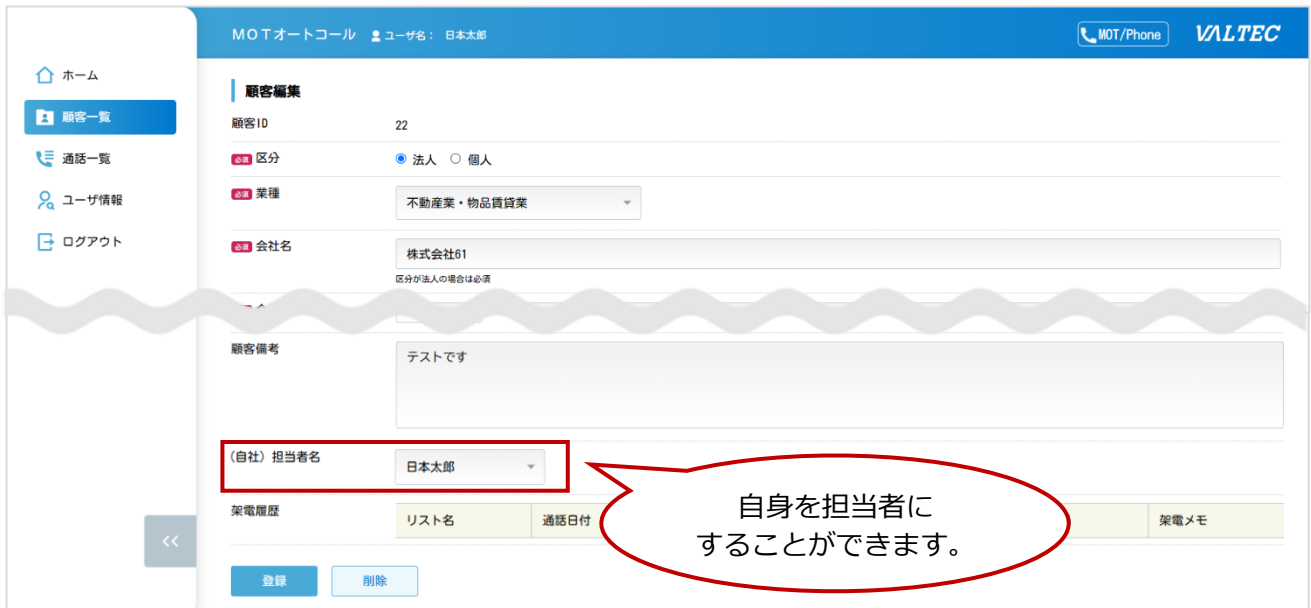 MOTオートコール ユーザ名： 日本太郎
MOT/Phone
VALTEC
ホーム
顧客一覧
通話一覧
ユーザ情報
ログアウト
<<
顧客編集
顧客ID 22
必須 区分 法人 個人
必須 業種 不動産業・物品賃貸業
必須 会社名 株式会社61
区分が法人の場合は必須
顧客備考 テストです
(自社) 担当者名 日本太郎
自身を担当者に
することができます。
架電履歴 リスト名 通話日付 架電メモ
登録 削除